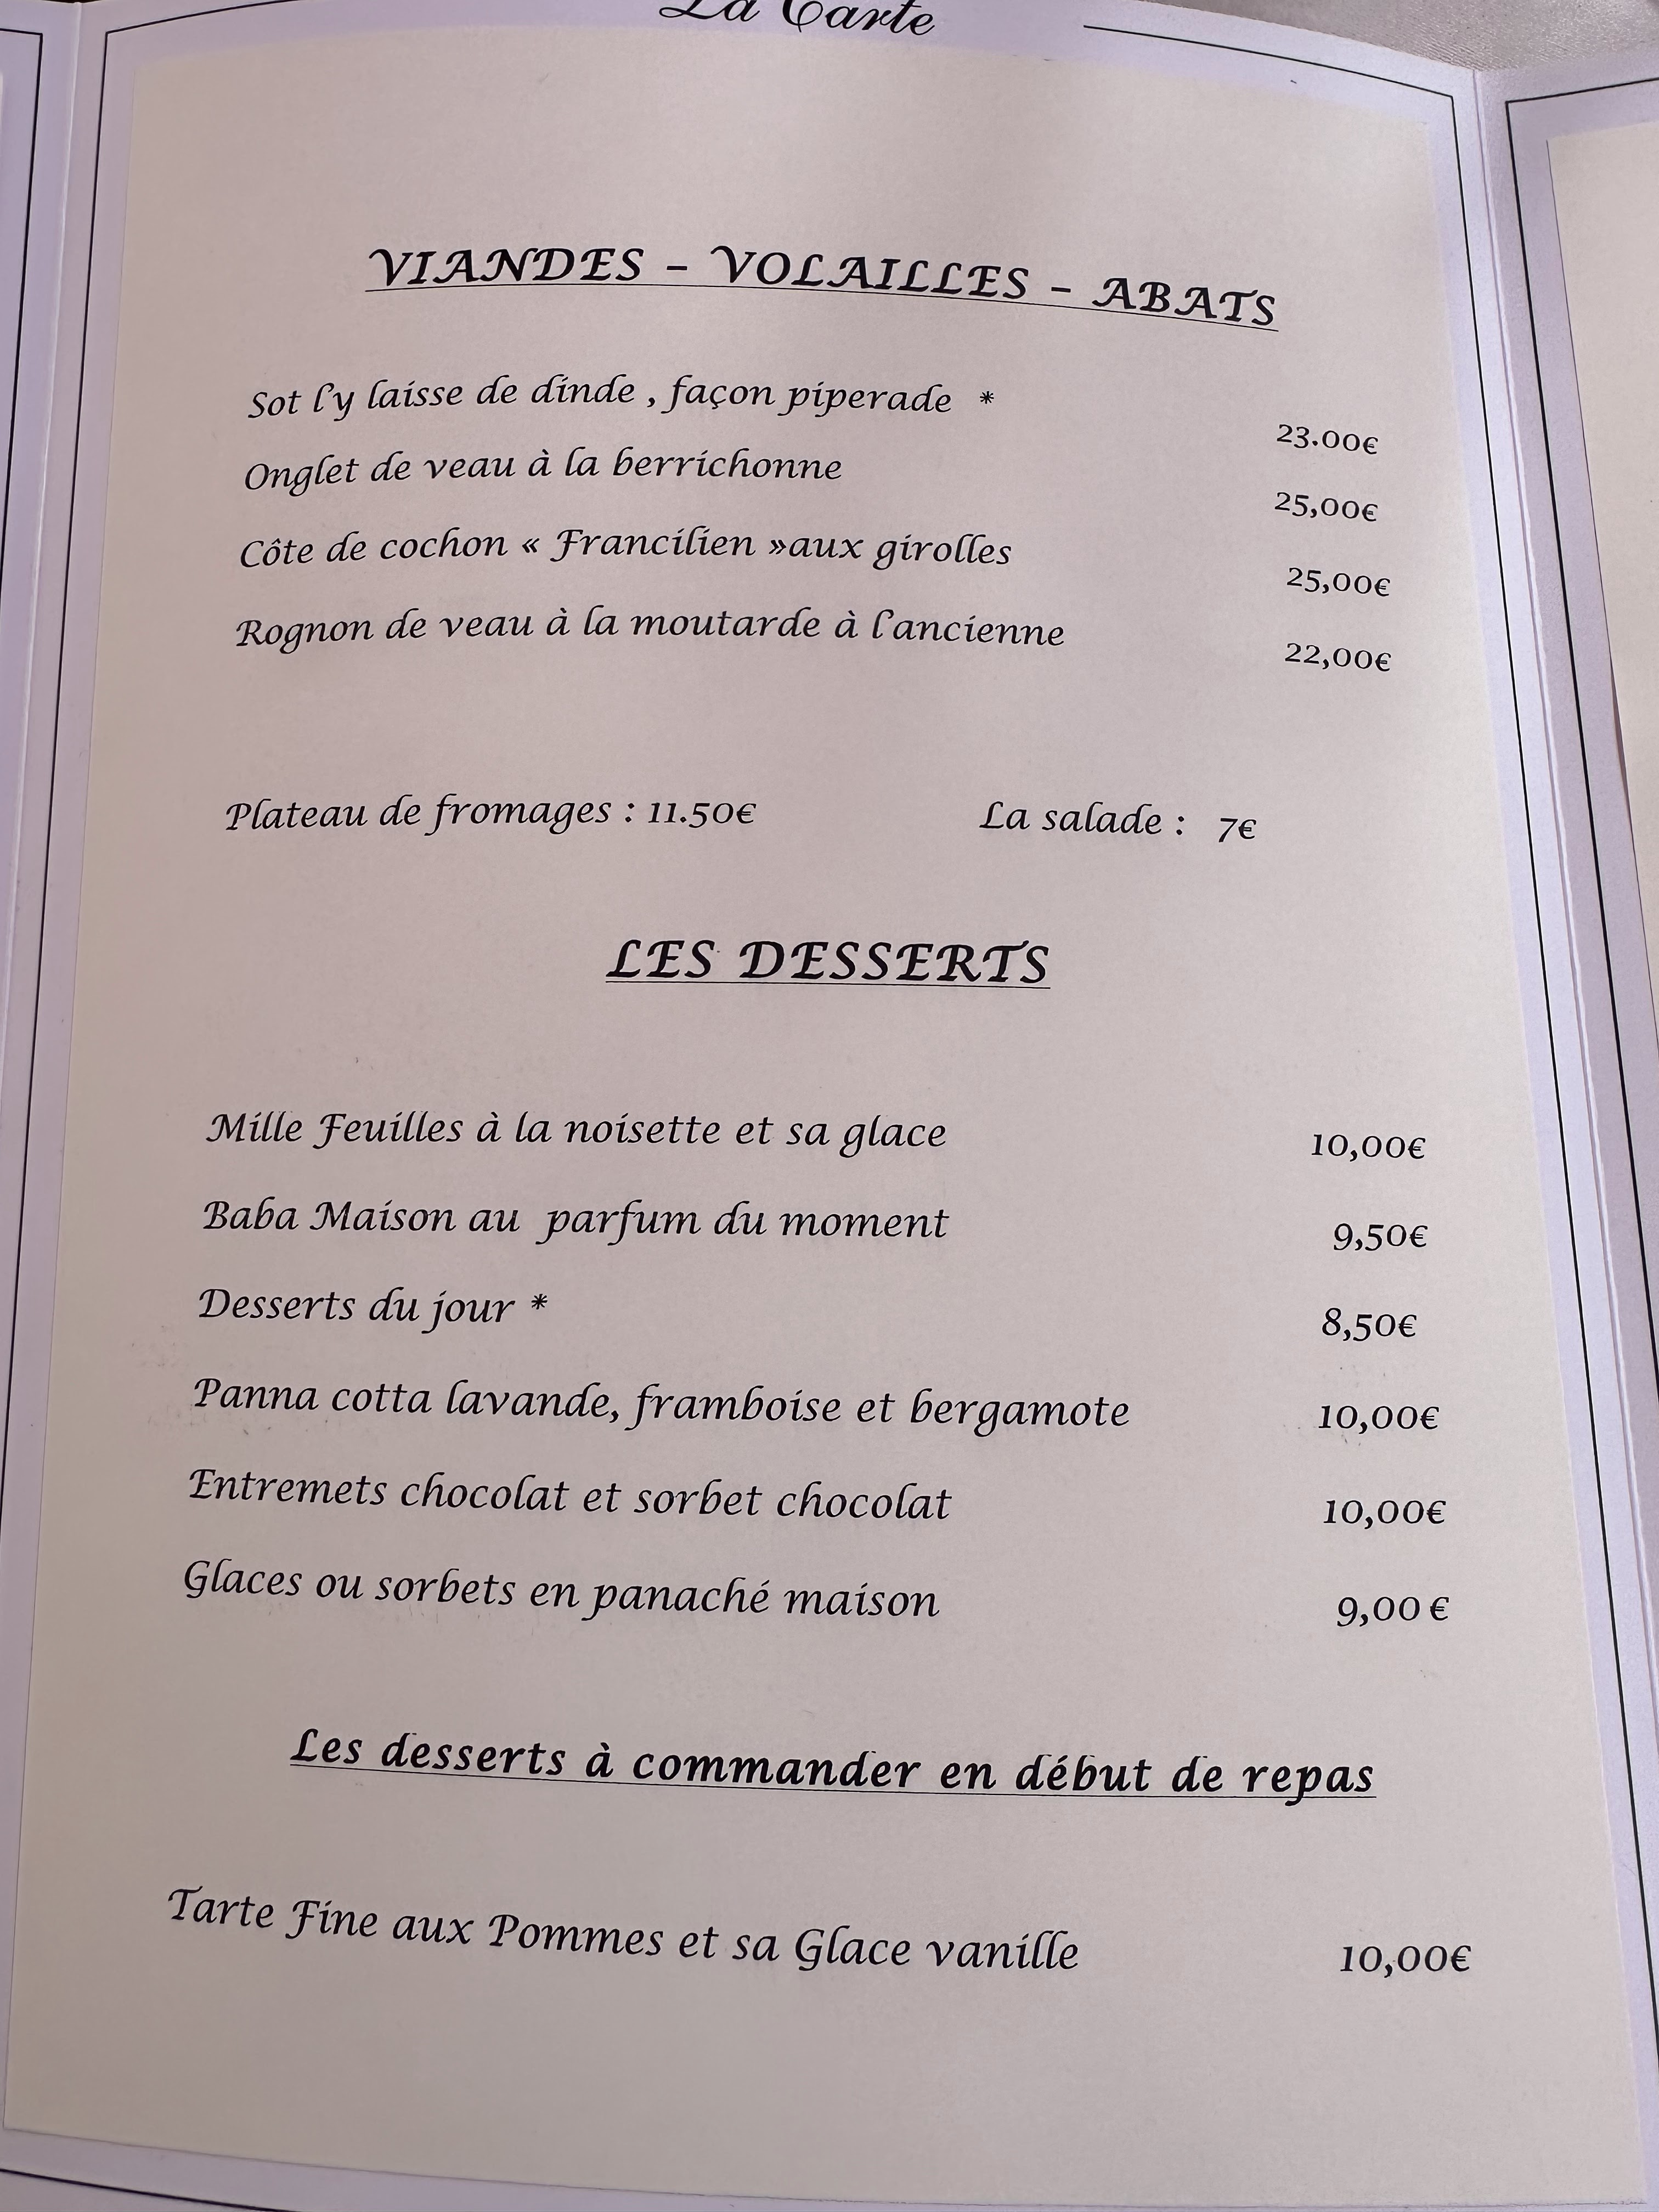 La Carte
VIANDES – VOLAILLES – ABATS
Sot l'y laisse de dinde , façon piperade * 23.00€
Onglet de veau à la berrichonne 25,00€
Côte de cochon « Francilien »aux girolles 25,00€
Rognon de veau à la moutarde à l'ancienne 22,00€
Plateau de fromages : 11.50€ La salade : 7€
LES DESSERTS
Mille Feuilles à la noisette et sa glace 10,00€
Baba Maison au parfum du moment 9,50€
Desserts du jour * 8,50€
Panna cotta lavande, framboise et bergamote 10,00€
Entremets chocolat et sorbet chocolat 10,00€
Glaces ou sorbets en panaché maison 9,00 €
Les desserts à commander en début de repas
Tarte Fine aux Pommes et sa Glace vanille 10,00€